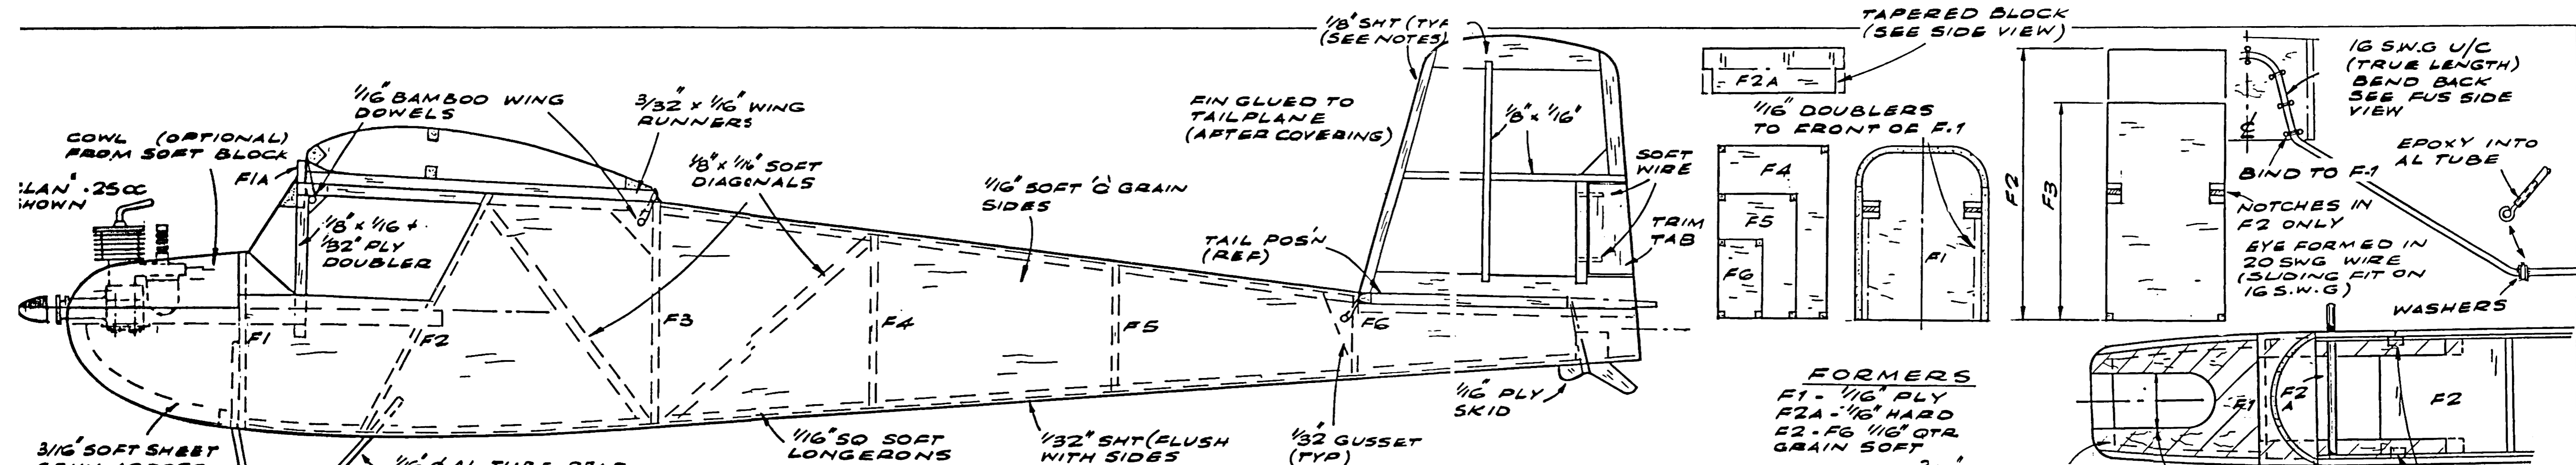 COWL (OPTIONAL)
FROM SOFT BLOCK
.25CC
SHOWN
F1A
1/16" BAMBOO WING
DOWELS
3/32" x 1/16" WING
RUNNERS
1/8" x 1/16" SOFT
DIAGONALS
1/8" x 1/16" +
1/32" PLY
DOUBLER
1/16" SOFT 'C' GRAIN
SIDES
1/8" SHT (TYP
(SEE NOTES)
FIN GLUED TO
TAILPLANE
(AFTER COVERING)
1/8" x 1/16"
SOFT
WIRE
TRIM
TAB
TAIL POS'N
(REF)
F1
F2
F3
F4
F5
F6
3/16" SOFT SHEET
1/16" SQ SOFT
LONGERONS
1/32" SHT (FLUSH
WITH SIDES
1/32" GUSSET
(TYP)
1/16" PLY
SKID
TAPERED BLOCK
(SEE SIDE VIEW)
F2A
1/16" DOUBLERS
TO FRONT OF F.1
F4
F5
F6
F1
F2
F3
16 S.W.G U/C
(TRUE LENGTH)
BEND BACK
SEE FUS SIDE
VIEW
BIND TO F-1
EPOXY INTO
AL TUBE
NOTCHES IN
F2 ONLY
EYE FORMED IN
20 SWG WIRE
(SLIDING FIT ON
16 S.W.G)
WASHERS
FORMERS
F1 - 1/16" PLY
F2A - 1/16" HARD
F2 - F6 1/16" QTR
GRAIN SOFT
F1
F2
A
F2